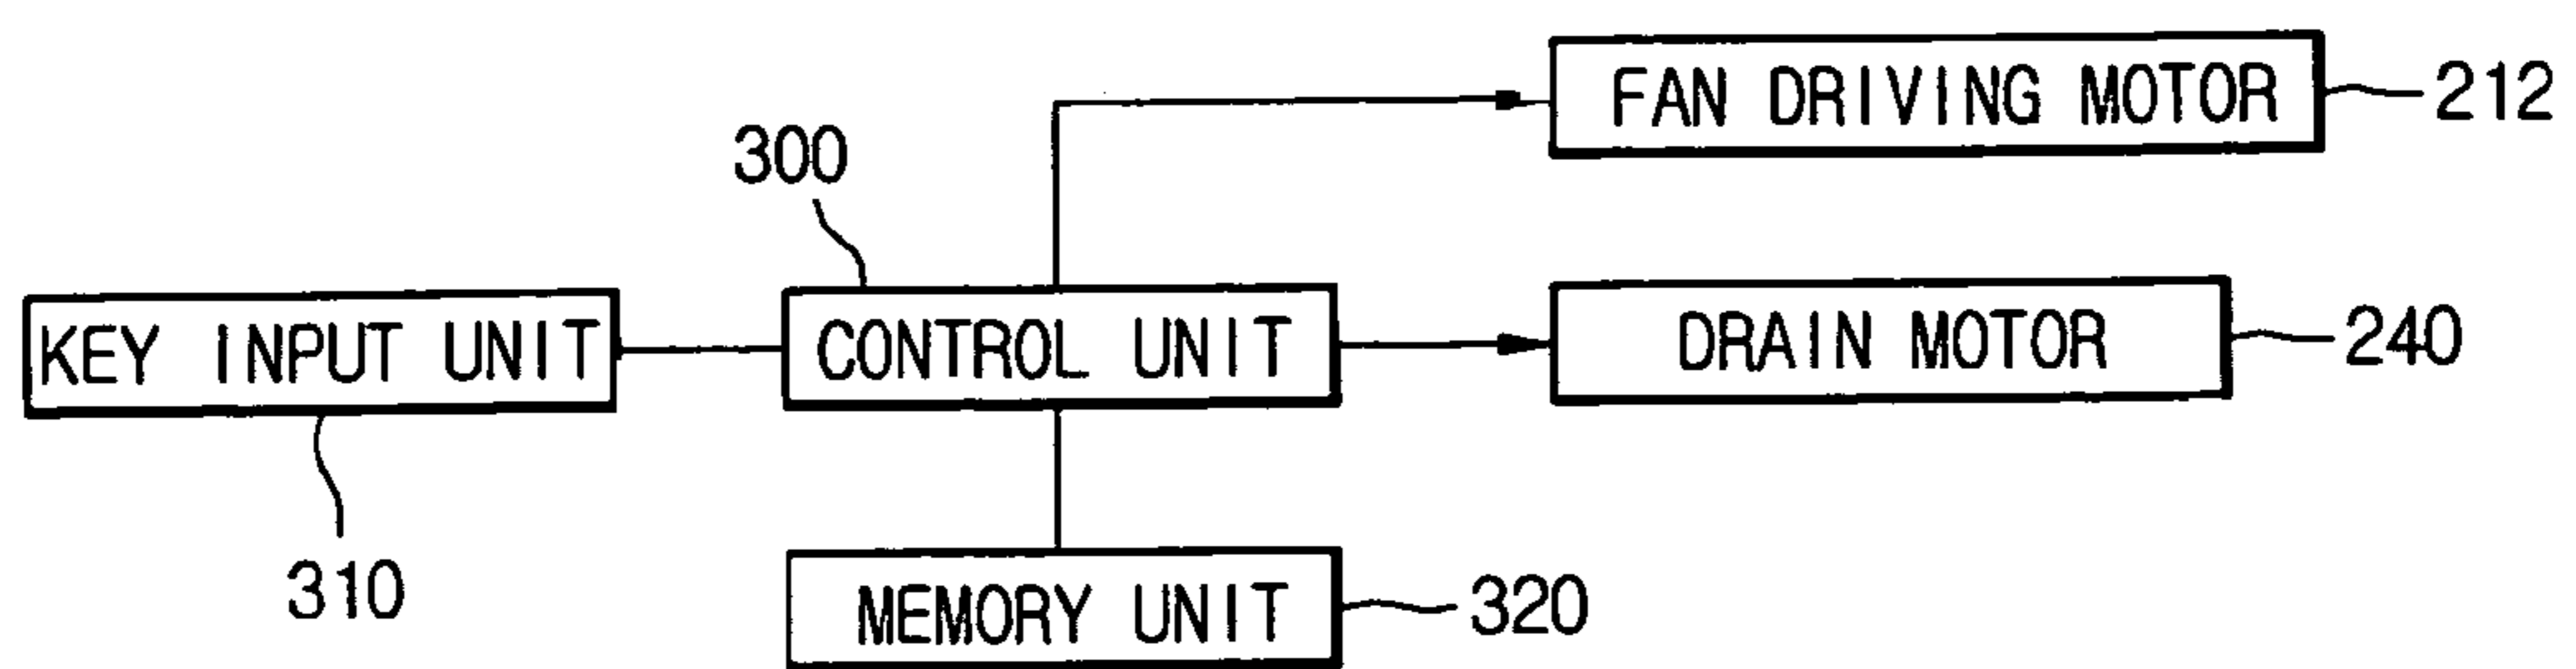 FAN DRIVING MOTOR
212
300
KEY INPUT UNIT
CONTROL UNIT
DRAIN MOTOR
240
310
MEMORY UNIT
320